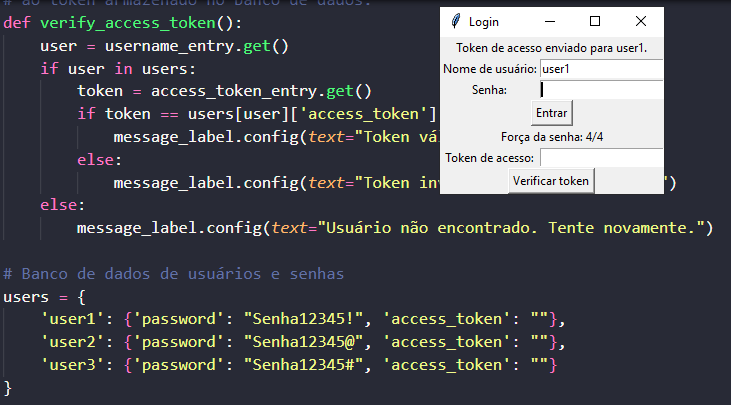 # ao token armazenado no banco de dados.
def verify_access_token():
user = username_entry.get()
if user in users:
token = access_token_entry.get()
if token == users[user]['access_token']
message_label.config(text="Token
else:
message_label.config(text="Token ")
else:
message_label.config(text="Usuário não encontrado. Tente novamente.")
# Banco de dados de usuários e senhas
users = {
'user1': {'password': "Senha12345!", 'access_token': ""},
'user2': {'password': "Senha12345@", 'access_token': ""},
'user3': {'password': "Senha12345#", 'access_token': ""}
}
Login
Token de acesso enviado para user1.
Nome de usuário: user1
Senha:
Entrar
Força da senha: 4/4
Token de acesso:
Verificar token